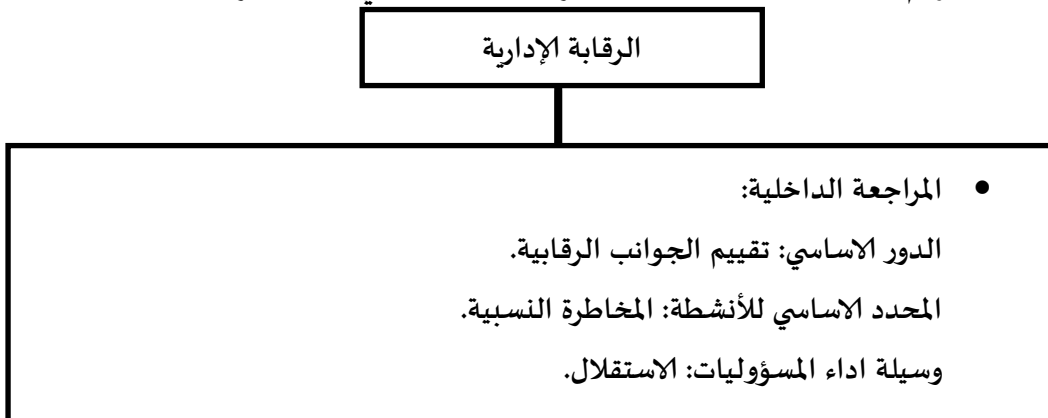 الرقابة الإدارية
• المراجعة الداخلية:
الدور الاساسي: تقييم الجوانب الرقابية.
المحدد الاساسي للأنشطة: المخاطرة النسبية.
وسيلة اداء المسؤوليات: الاستقلال.